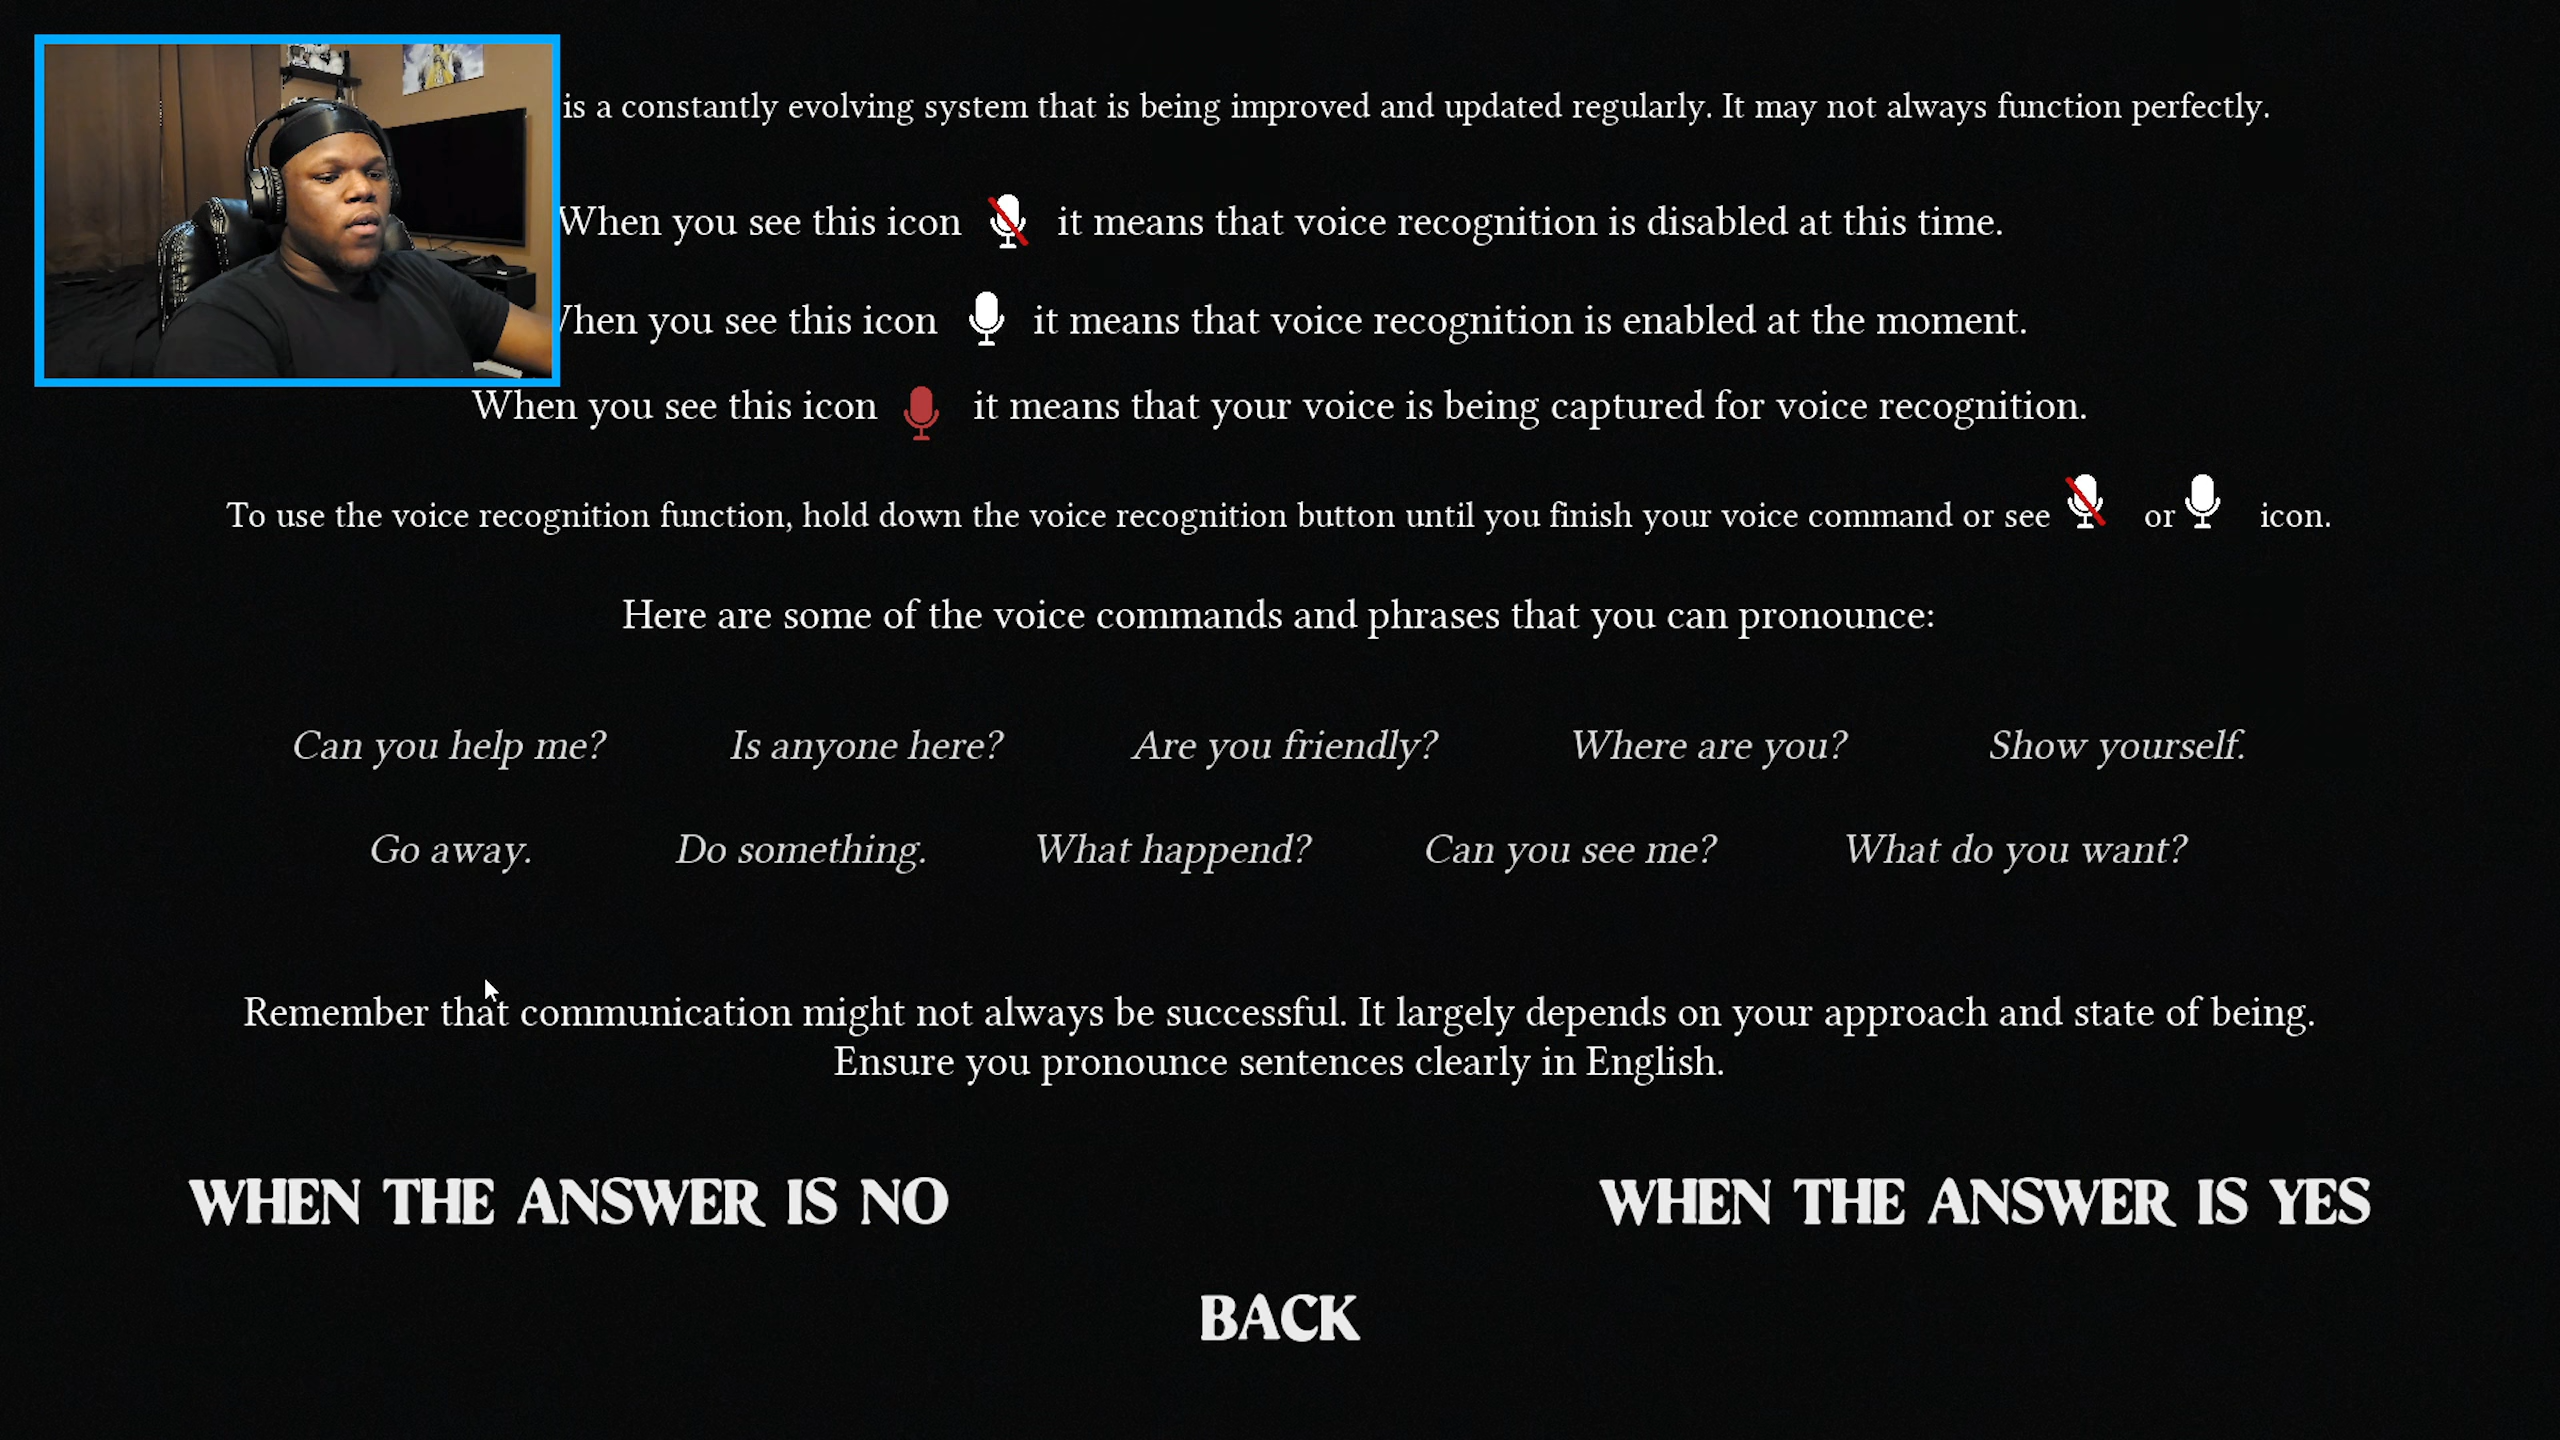 is a constantly evolving system that is being improved and updated regularly. It may not always function perfectly.
When you see this icon it means that voice recognition is disabled at this time.
When you see this icon it means that voice recognition is enabled at the moment.
When you see this icon it means that your voice is being captured for voice recognition.
To use the voice recognition function, hold down the voice recognition button until you finish your voice command or see or icon.
Here are some of the voice commands and phrases that you can pronounce:
Can you help me? Is anyone here? Are you friendly? Where are you? Show yourself.
Go away. Do something. What happend? Can you see me? What do you want?
Remember that communication might not always be successful. It largely depends on your approach and state of being.
Ensure you pronounce sentences clearly in English.
WHEN THE ANSWER IS NO WHEN THE ANSWER IS YES
BACK